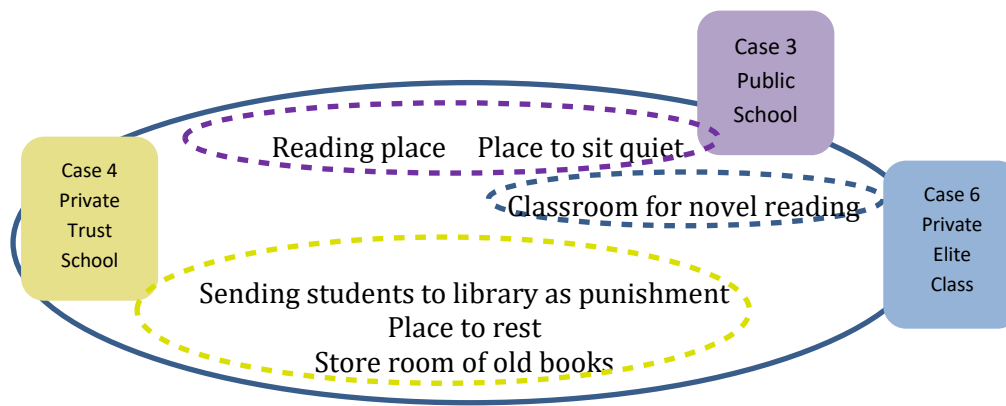 Case 3
Public
School
Reading place Place to sit quiet
Case 4
Private
Trust
School
Classroom for novel reading
Case 6
Private
Elite
Class
Sending students to library as punishment
Place to rest
Store room of old books